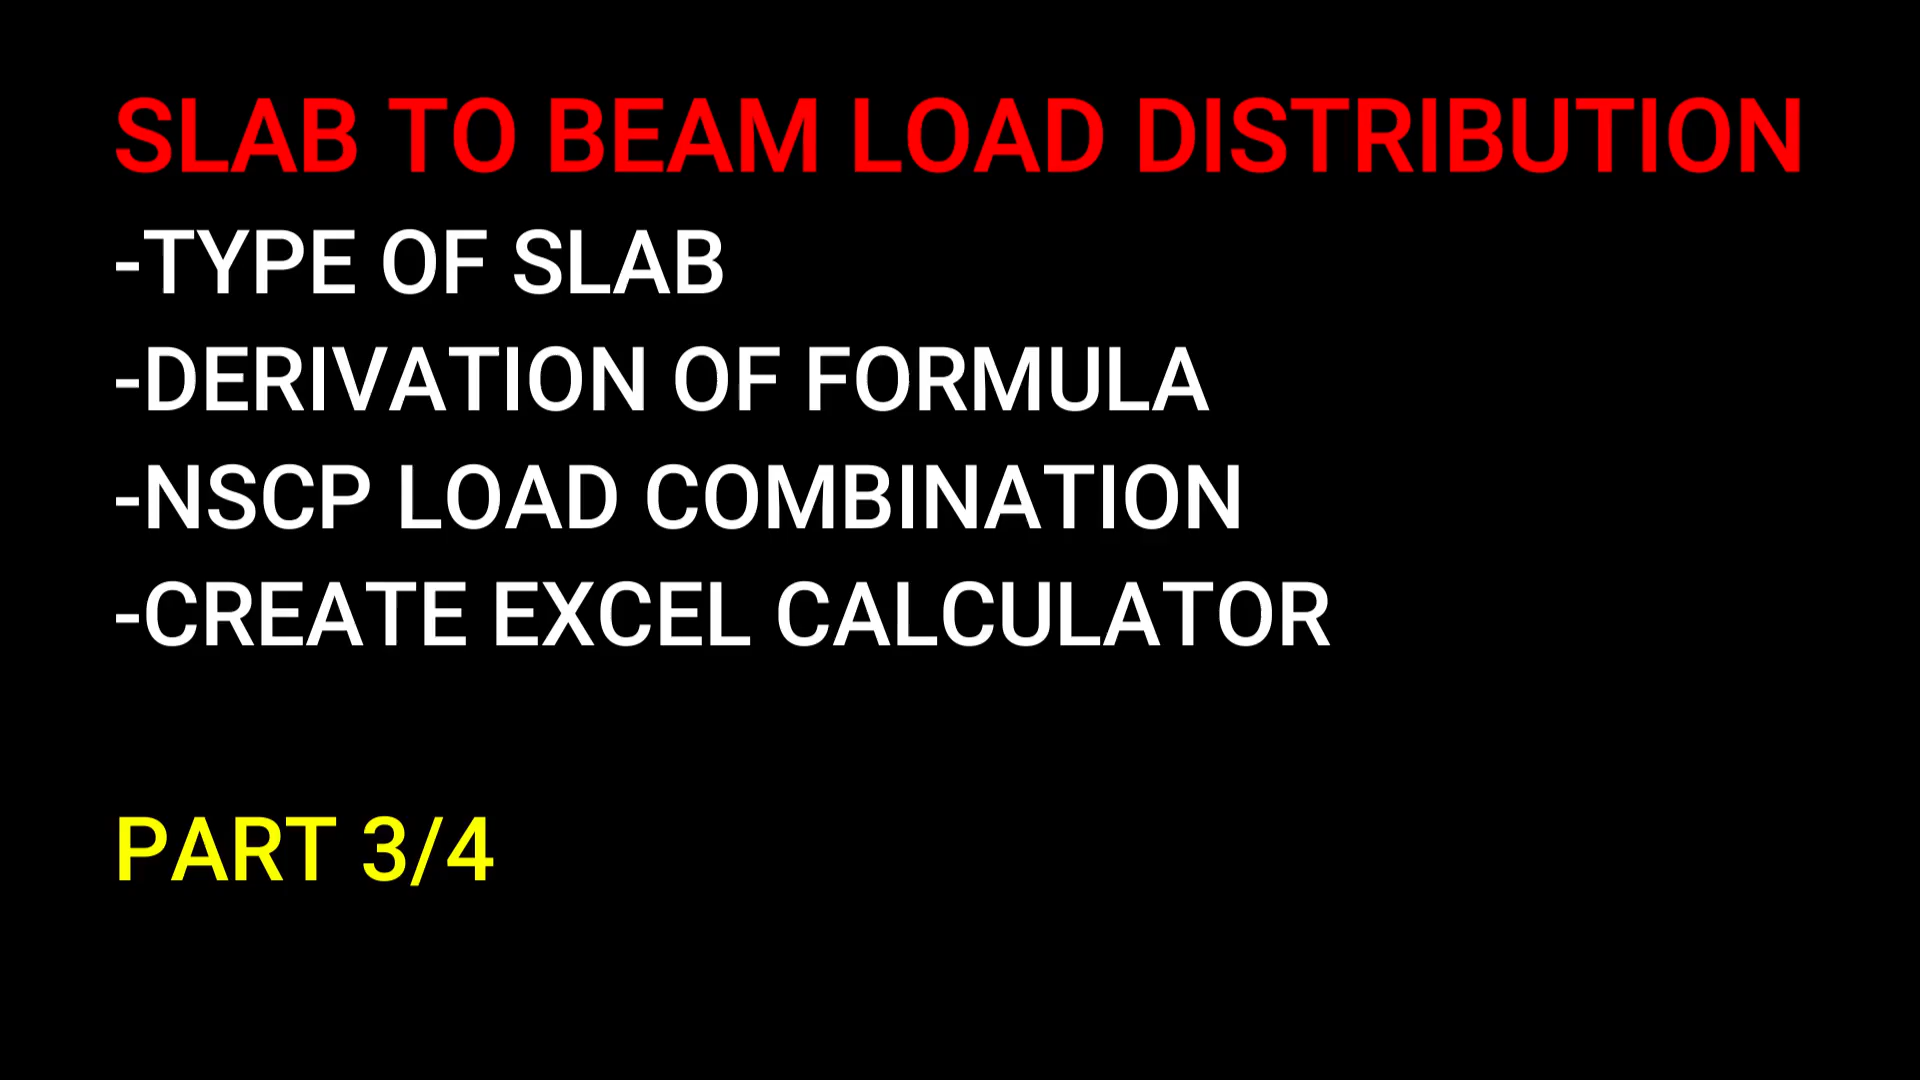 SLAB TO BEAM LOAD DISTRIBUTION
-TYPE OF SLAB
-DERIVATION OF FORMULA
-NSCP LOAD COMBINATION
-CREATE EXCEL CALCULATOR
PART 3/4